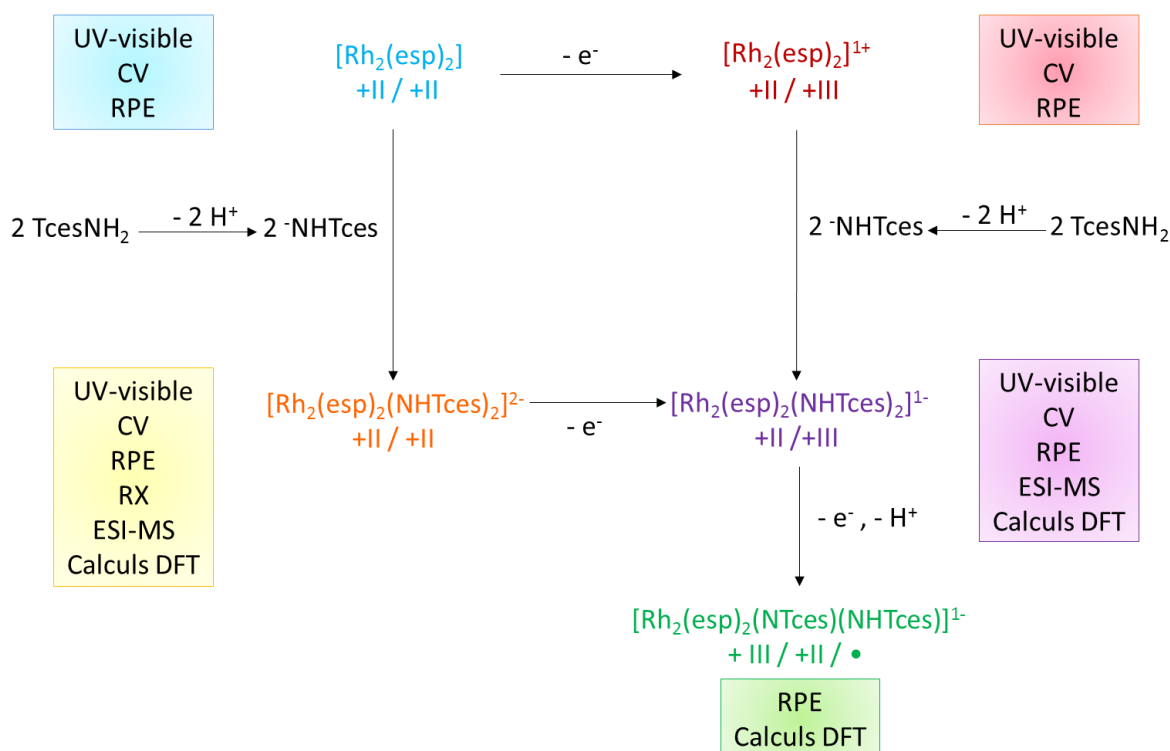 UV-visible
CV
RPE
[Rh₂(esp)₂]
+II / +II
- e⁻
[Rh₂(esp)₂]¹⁺
+II / +III
UV-visible
CV
RPE
2 TcesNH₂
- 2 H⁺
2 ⁻NHTces
2 ⁻NHTces
- 2 H⁺
2 TcesNH₂
UV-visible
CV
RPE
RX
ESI-MS
Calculs DFT
[Rh₂(esp)₂(NHTces)₂]²⁻
+II / +II
- e⁻
[Rh₂(esp)₂(NHTces)₂]¹⁻
+II /+III
UV-visible
CV
RPE
ESI-MS
Calculs DFT
- e⁻ , - H⁺
[Rh₂(esp)₂(NTces)(NHTces)]¹⁻
+ III / +II / •
RPE
Calculs DFT